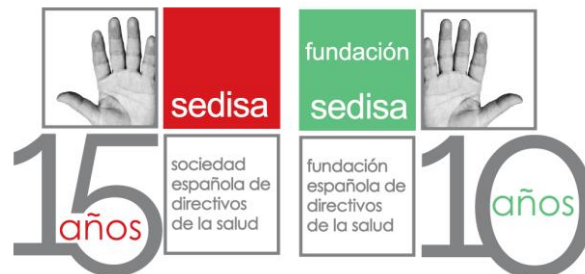 sedisa
15 años
sociedad
española de
directivos
de la salud
fundación
sedisa
fundación
española de
directivos
de la salud
10 años